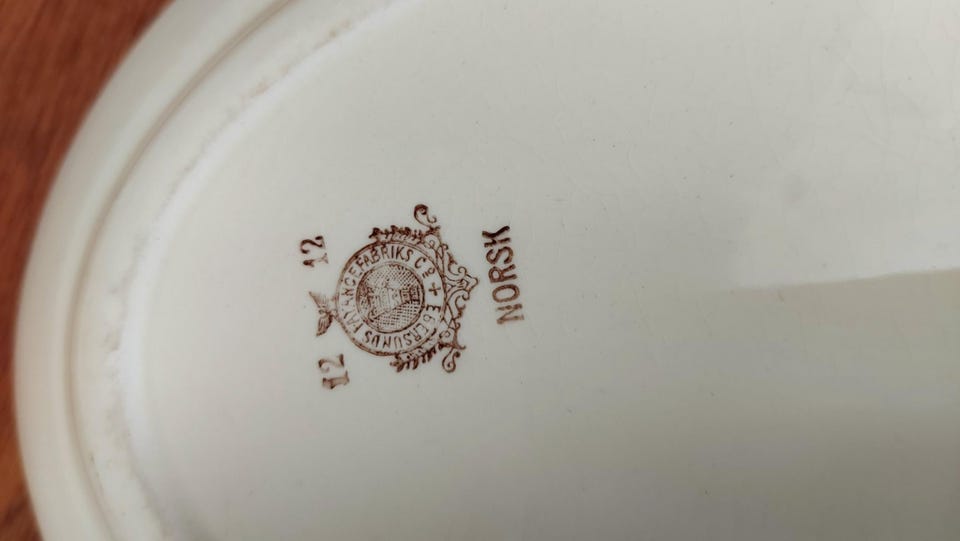 12 12
EGERSUNDS FAYANCEFABRIKS Cº
NORSK